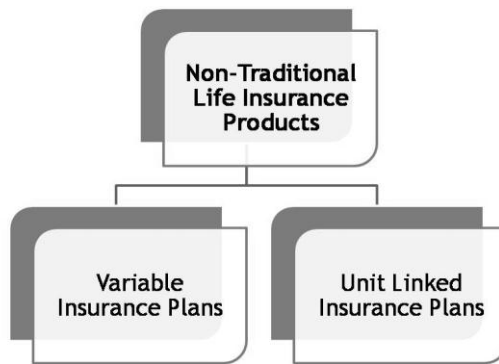 Non-Traditional
Life Insurance
Products
Variable
Insurance Plans
Unit Linked
Insurance Plans